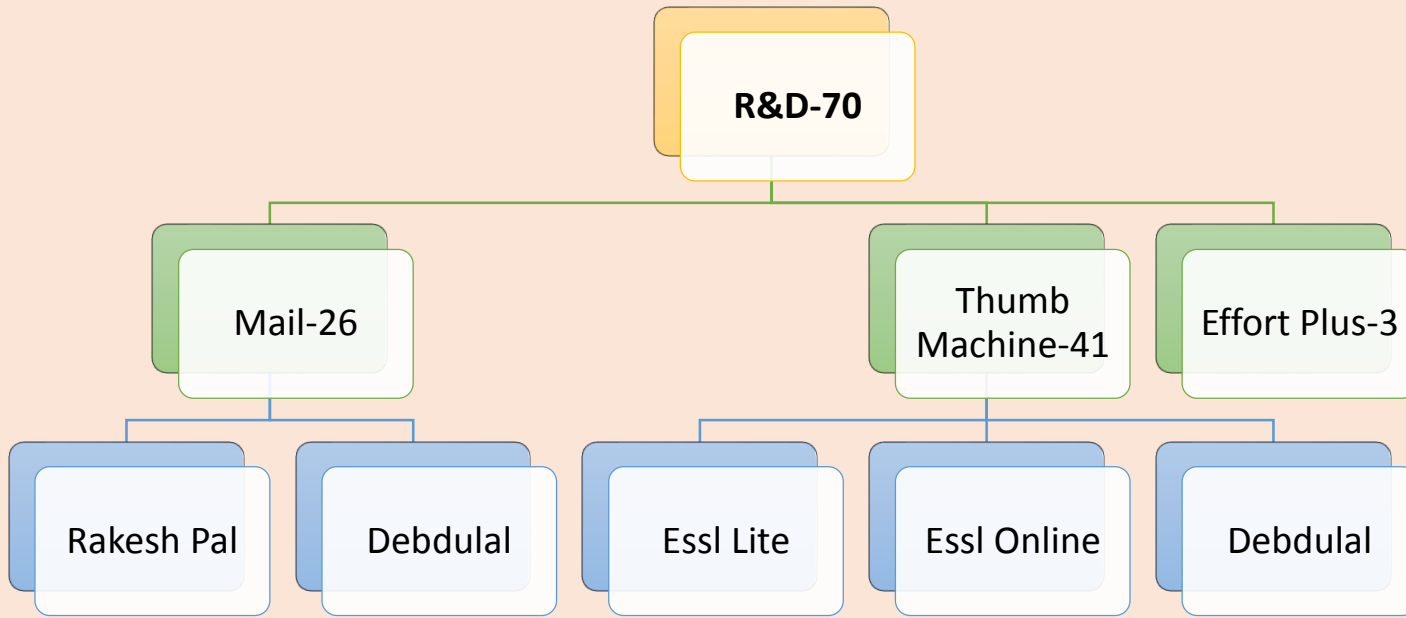 R&D-70
Mail-26
Thumb
Machine-41
Effort Plus-3
Rakesh Pal
Debdulal
Essl Lite
Essl Online
Debdulal